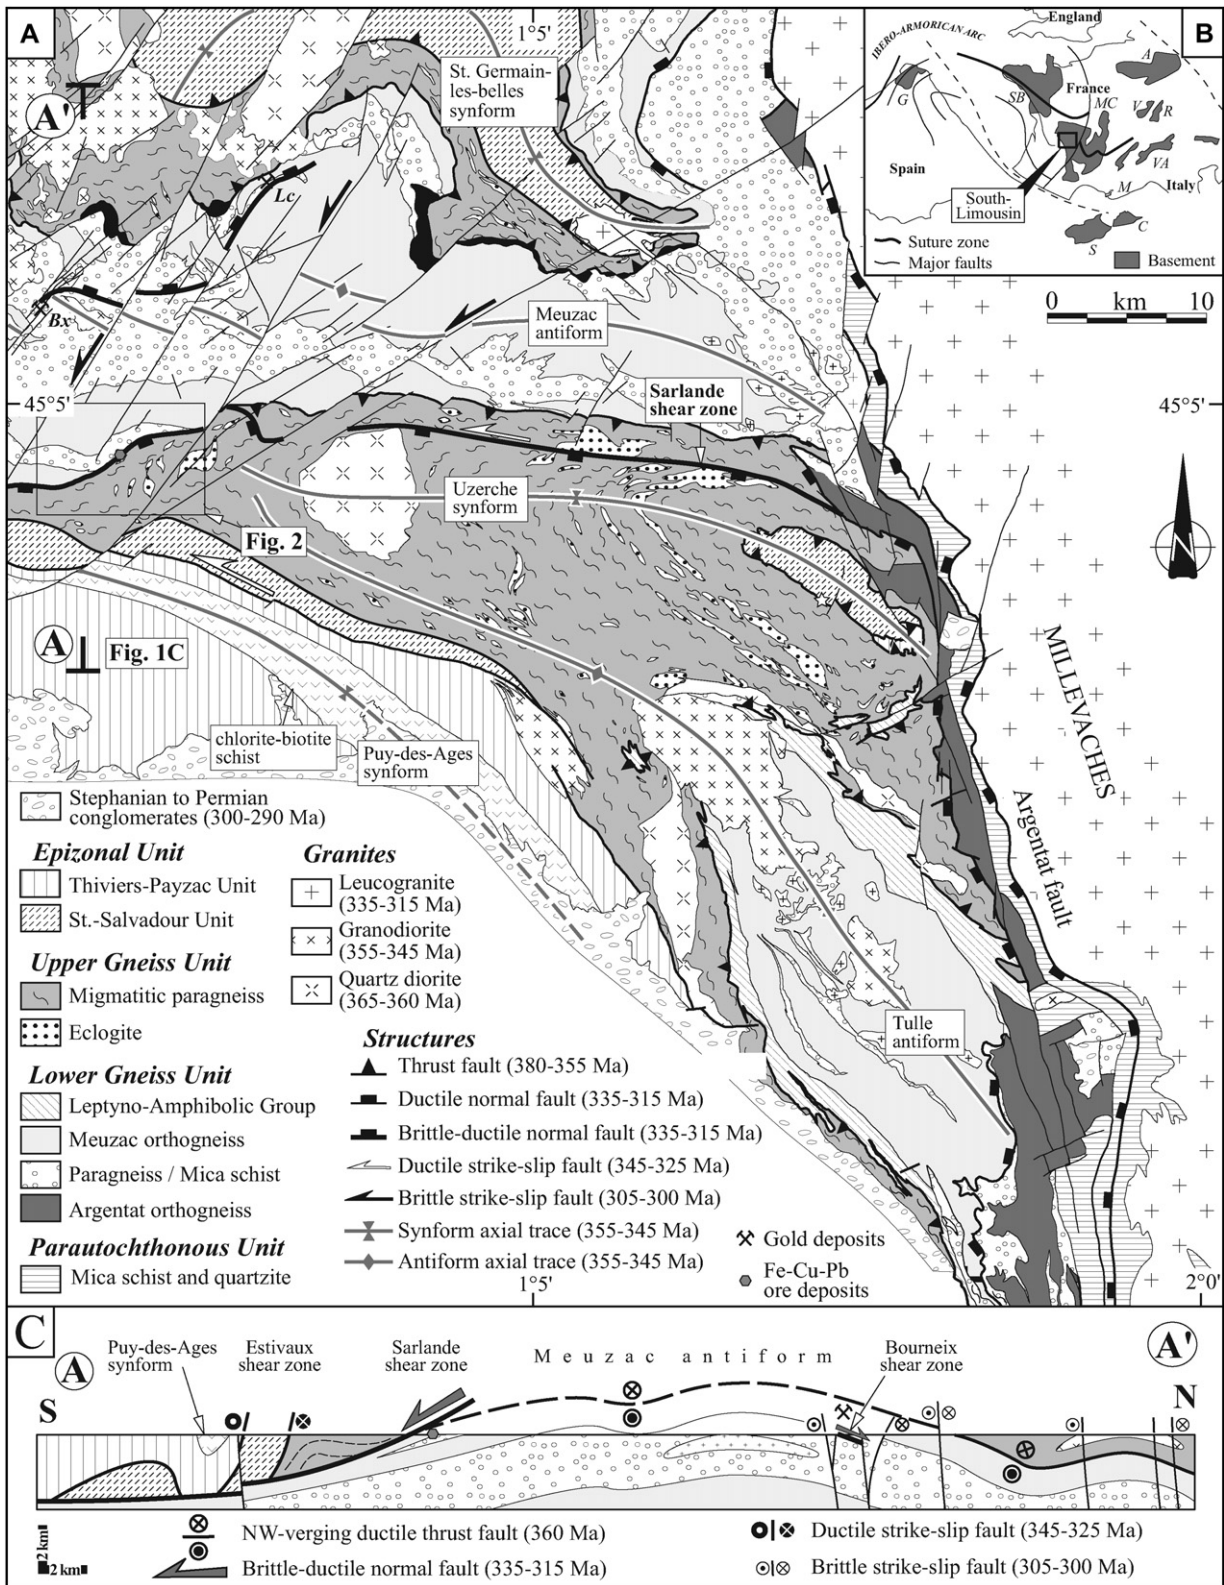 A
1°5'
St. Germain-
les-belles
synform
A'
Lc
Bx
Meuzac
antiform
45°5'
Sarlande
shear zone
Uzerche
synform
Fig. 2
A
Fig. 1C
chlorite-biotite
schist
Puy-des-Ages
synform
Tulle
antiform
MILLEVACHES
Argentat fault
45°5'
N
B
England
IBERO-ARMORICAN ARC
France
Spain
Italy
G
SB
A
MC
V
R
VA
M
C
S
South-
Limousin
Suture zone
Major faults
Basement
0 km 10
Stephanian to Permian
conglomerates (300-290 Ma)
Epizonal Unit
Thiviers-Payzac Unit
St.-Salvadour Unit
Upper Gneiss Unit
Migmatitic paragneiss
Eclogite
Lower Gneiss Unit
Leptyno-Amphibolic Group
Meuzac orthogneiss
Paragneiss / Mica schist
Argentat orthogneiss
Parautochthonous Unit
Mica schist and quartzite
Granites
Leucogranite
(335-315 Ma)
Granodiorite
(355-345 Ma)
Quartz diorite
(365-360 Ma)
Structures
Thrust fault (380-355 Ma)
Ductile normal fault (335-315 Ma)
Brittle-ductile normal fault (335-315 Ma)
Ductile strike-slip fault (345-325 Ma)
Brittle strike-slip fault (305-300 Ma)
Synform axial trace (355-345 Ma)
Antiform axial trace (355-345 Ma)
1°5'
Gold deposits
Fe-Cu-Pb
ore deposits
2°0'
C
A
S
Puy-des-Ages
synform
Estivaux
shear zone
Sarlande
shear zone
Meuzac antiform
Bourneix
shear zone
A'
N
2 km
2 km
NW-verging ductile thrust fault (360 Ma)
Brittle-ductile normal fault (335-315 Ma)
Ductile strike-slip fault (345-325 Ma)
Brittle strike-slip fault (305-300 Ma)